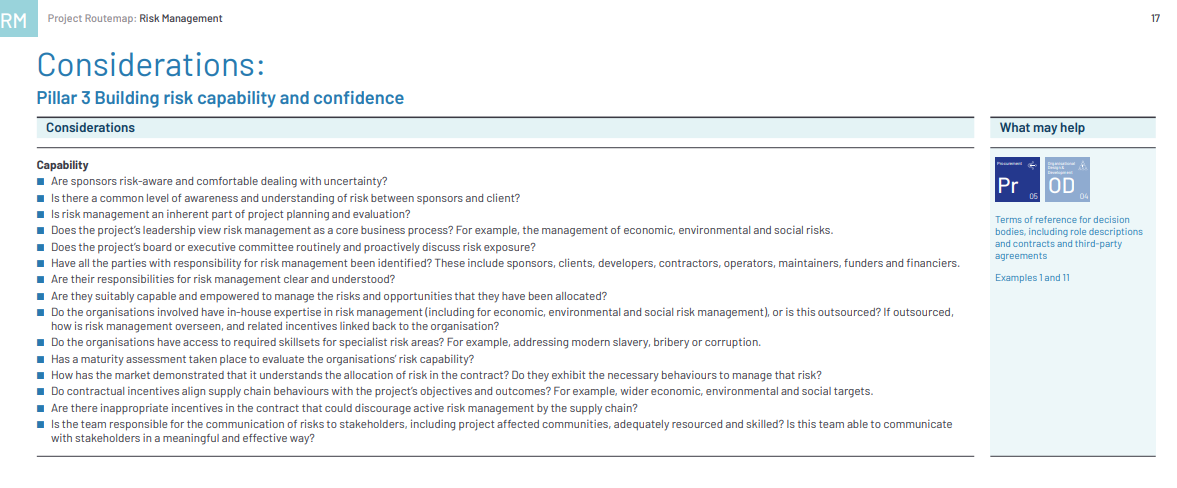 RM
Project Routemap: Risk Management
17
Considerations:
Pillar 3 Building risk capability and confidence
Considerations
Capability
■ Are sponsors risk-aware and comfortable dealing with uncertainty?
■ Is there a common level of awareness and understanding of risk between sponsors and client?
■ Is risk management an inherent part of project planning and evaluation?
■ Does the project's leadership view risk management as a core business process? For example, the management of economic, environmental and social risks.
■ Does the project's board or executive committee routinely and proactively discuss risk exposure?
■ Have all the parties with responsibility for risk management been identified? These include sponsors, clients, developers, contractors, operators, maintainers, funders and financiers.
■ Are their responsibilities for risk management clear and understood?
■ Are they suitably capable and empowered to manage the risks and opportunities that they have been allocated?
■ Do the organisations involved have in-house expertise in risk management (including for economic, environmental and social risk management), or is this outsourced? If outsourced,
how is risk management overseen, and related incentives linked back to the organisation?
■ Do the organisations have access to required skillsets for specialist risk areas? For example, addressing modern slavery, bribery or corruption.
■ Has a maturity assessment taken place to evaluate the organisations' risk capability?
■ How has the market demonstrated that it understands the allocation of risk in the contract? Do they exhibit the necessary behaviours to manage that risk?
■ Do contractual incentives align supply chain behaviours with the project's objectives and outcomes? For example, wider economic, environmental and social targets.
■ Are there inappropriate incentives in the contract that could discourage active risk management by the supply chain?
■ Is the team responsible for the communication of risks to stakeholders, including project affected communities, adequately resourced and skilled? Is this team able to communicate
with stakeholders in a meaningful and effective way?
What may help
Procurement
Pr
05
Organisational
Design &
Development
OD
04
Terms of reference for decision
bodies, including role descriptions
and contracts and third-party
agreements
Examples 1 and 11